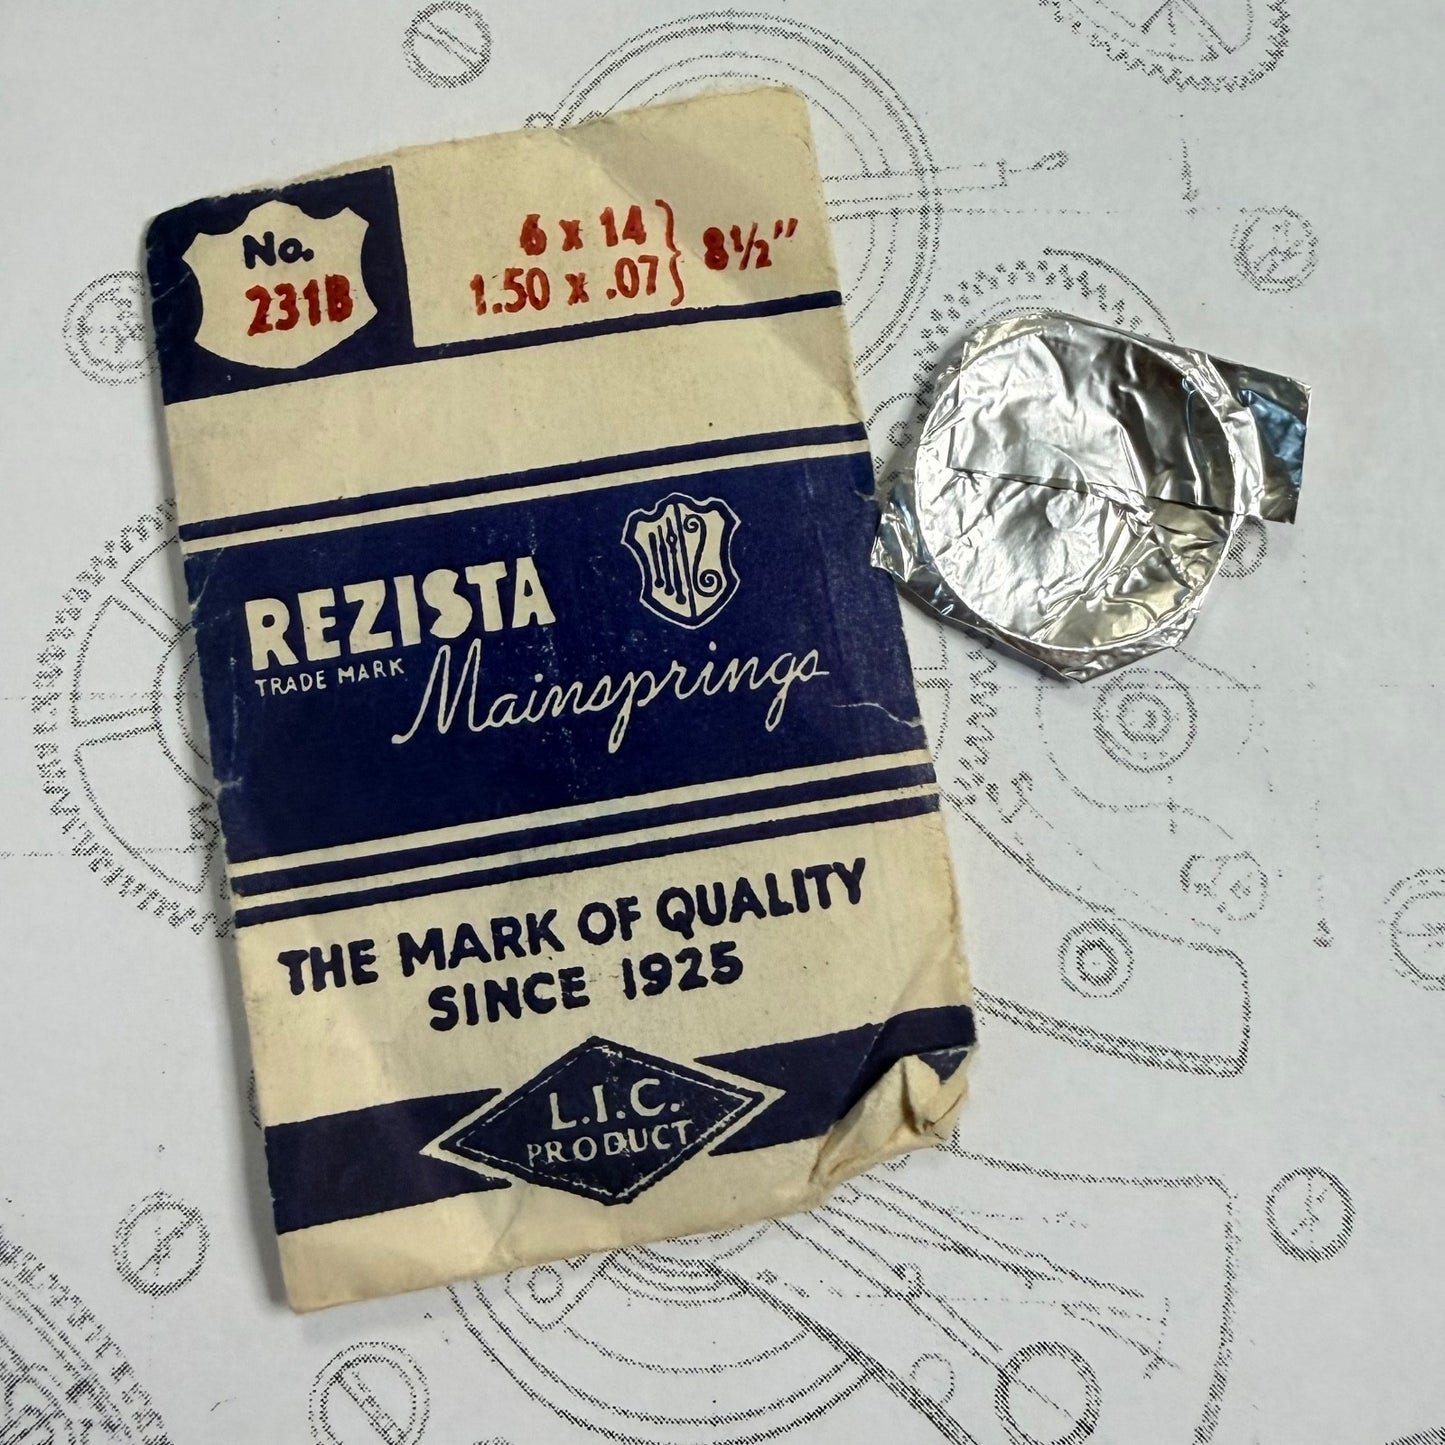 No.
231B
6 x 14
1.50 x .07 } 8½"
REZISTA
TRADE MARK
Mainsprings
THE MARK OF QUALITY
SINCE 1925
L.I.C.
PRODUCT